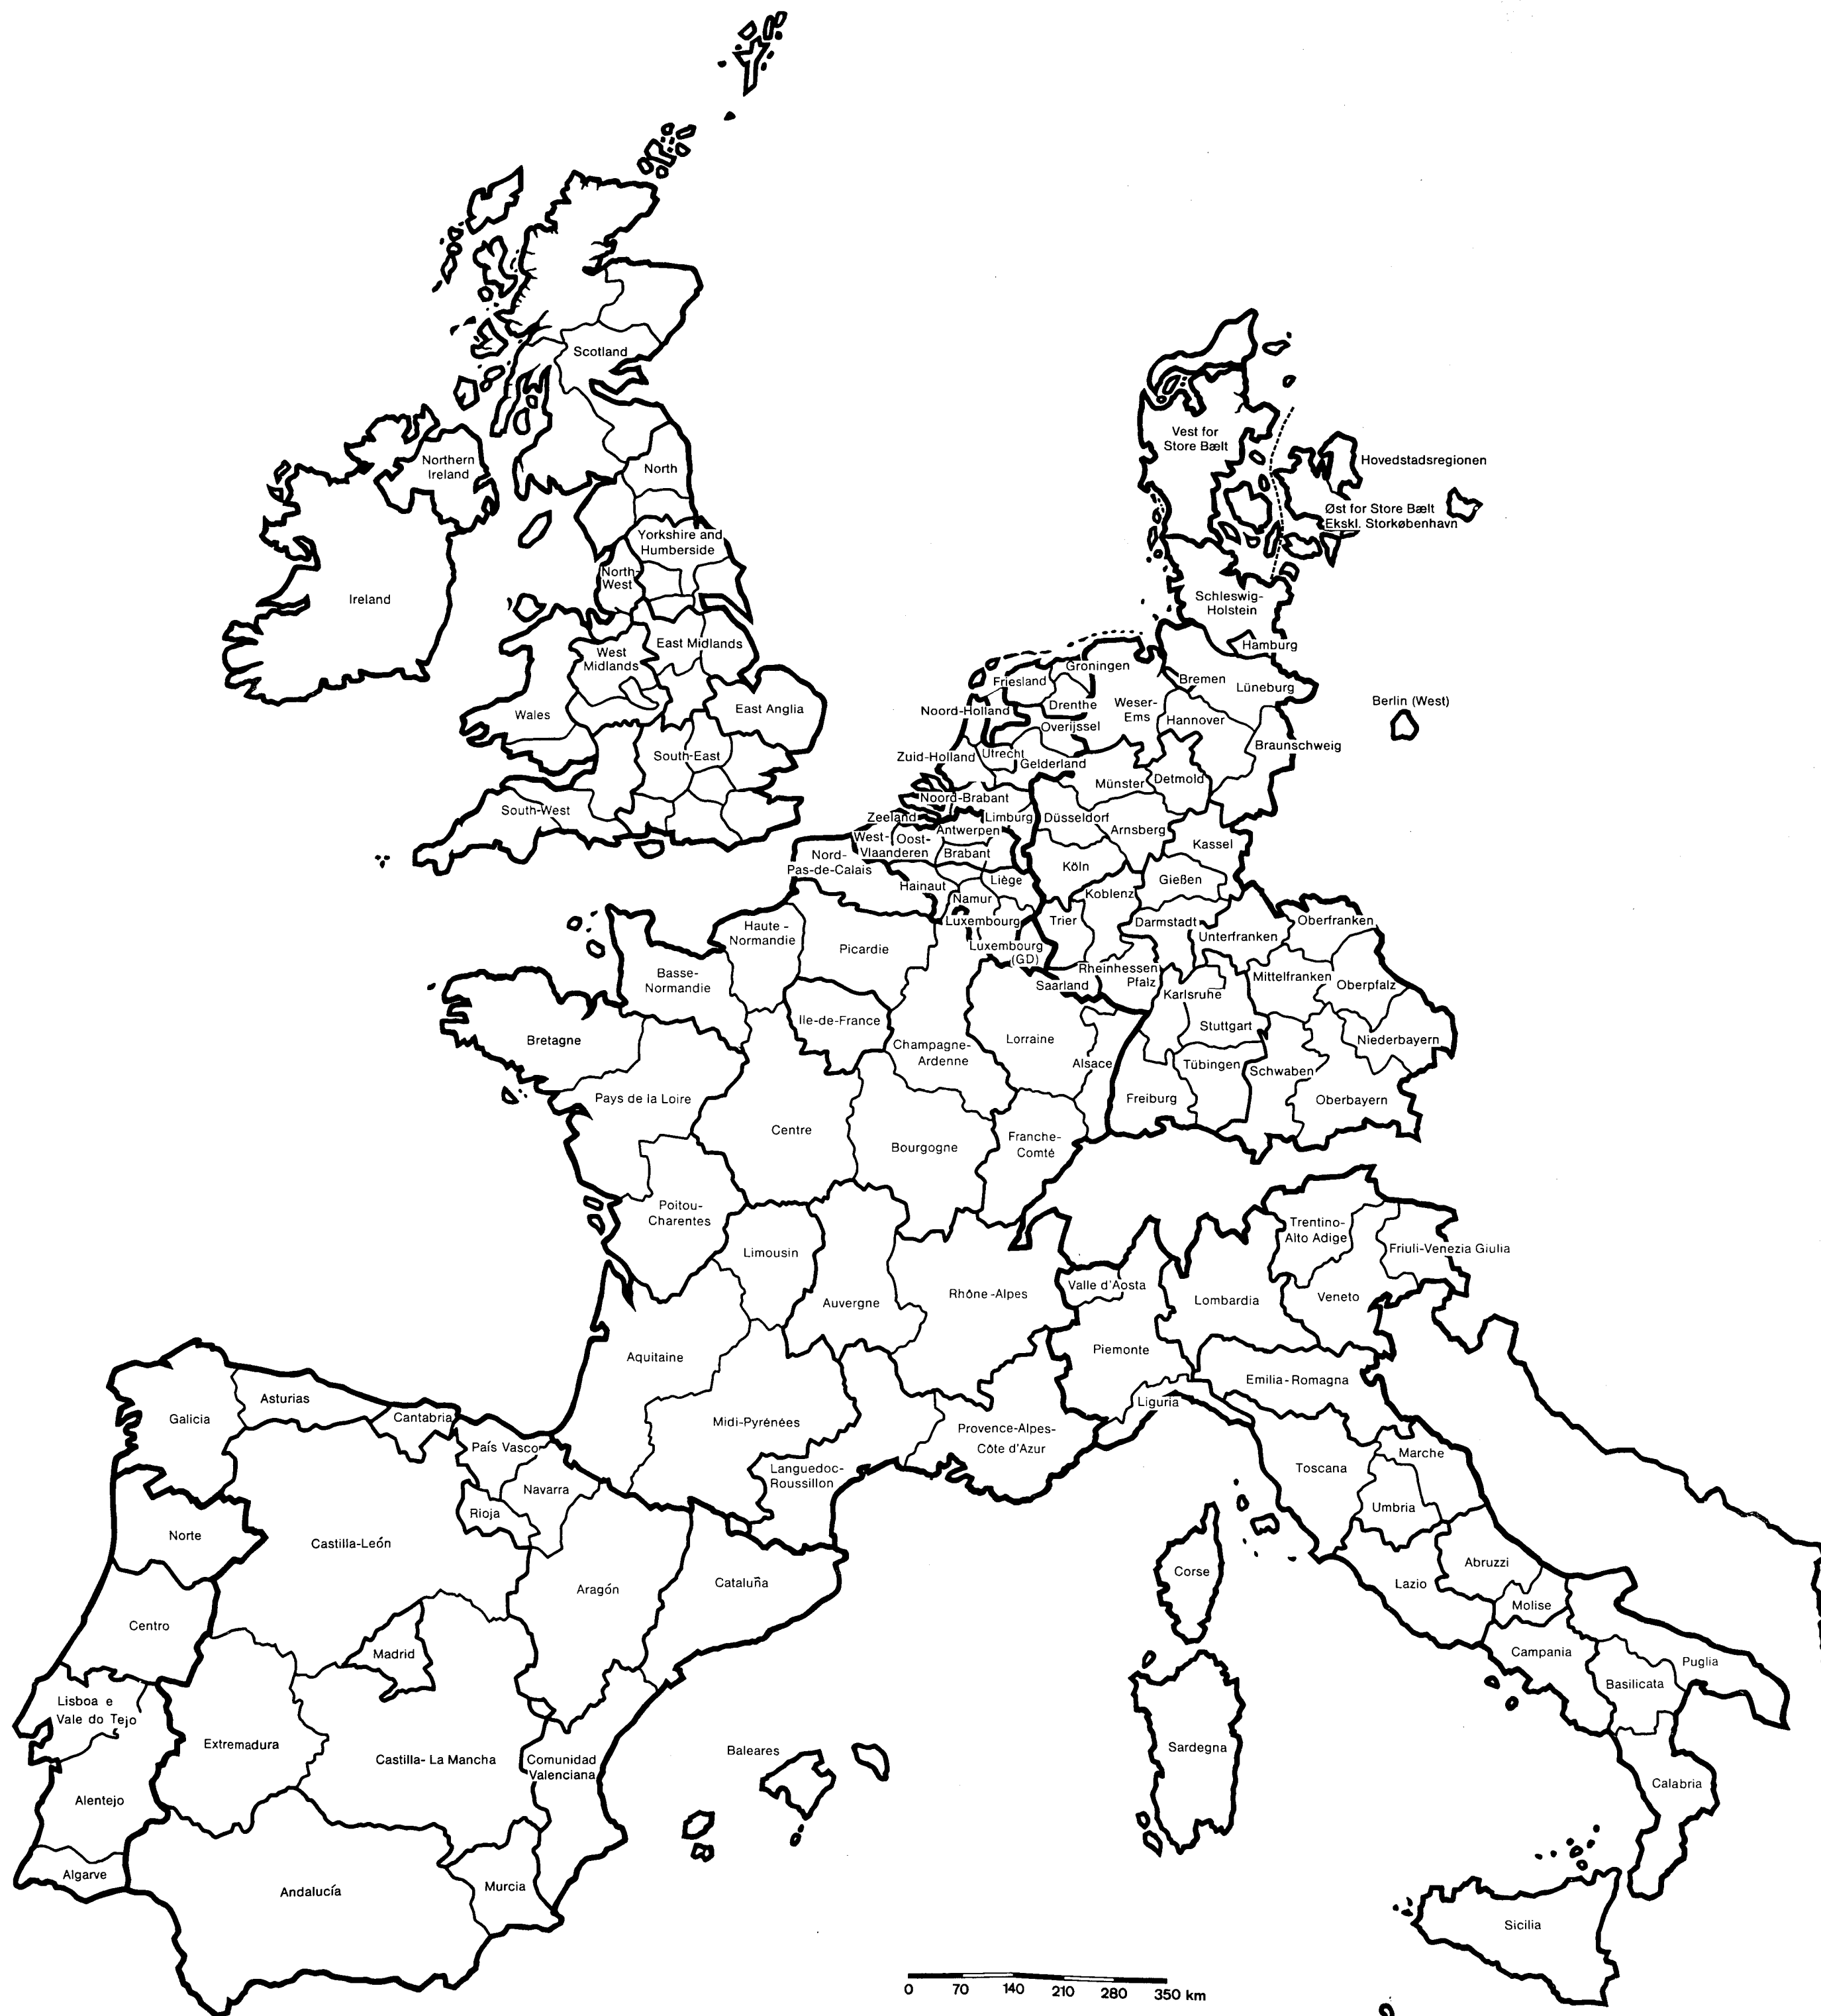 Scotland
Northern
Ireland
North
Yorkshire and
Humberside
North-
West
Ireland
East Midlands
West
Midlands
Wales
East Anglia
South-East
South-West
Vest for
Store Bælt
Hovedstadsregionen
Øst for Store Bælt
Ekskl. Storkøbenhavn
Schleswig-
Holstein
Hamburg
Groningen
Friesland
Bremen
Lüneburg
Drenthe
Weser-
Ems
Noord-Holland
Hannover
Berlin (West)
Overijssel
Braunschweig
Zuid-Holland
Utrecht
Gelderland
Münster
Detmold
Noord-Brabant
Zeeland
Limburg
Düsseldorf
Antwerpen
Arnsberg
West-
Oost-
Vlaanderen
Brabant
Kassel
Nord-
Pas-de-Calais
Köln
Hainaut
Liège
Gießen
Namur
Koblenz
Luxembourg
Trier
Darmstadt
Oberfranken
Unterfranken
Luxembourg
(GD)
Haute -
Normandie
Picardie
Rheinhessen
Pfalz
Mittelfranken
Oberpfalz
Saarland
Karlsruhe
Basse-
Normandie
Ile-de-France
Stuttgart
Bretagne
Lorraine
Niederbayern
Champagne-
Ardenne
Alsace
Tübingen
Schwaben
Pays de la Loire
Freiburg
Oberbayern
Centre
Bourgogne
Franche-
Comté
Poitou-
Charentes
Trentino-
Alto Adige
Limousin
Friuli-Venezia Giulia
Valle d'Aosta
Auvergne
Rhône-Alpes
Lombardia
Veneto
Aquitaine
Piemonte
Emilia-Romagna
Asturias
Liguria
Galicia
Cantabria
Midi-Pyrénées
Provence-Alpes-
Côte d'Azur
País Vasco
Marche
Languedoc-
Roussillon
Toscana
Navarra
Umbria
Rioja
Norte
Castilla-León
Abruzzi
Corse
Cataluña
Aragón
Lazio
Molise
Centro
Madrid
Campania
Puglia
Basilicata
Lisboa e
Vale do Tejo
Extremadura
Castilla-La Mancha
Comunidad
Valenciana
Baleares
Sardegna
Calabria
Alentejo
Algarve
Andalucía
Murcia
Sicilia
0 70 140 210 280 350 km